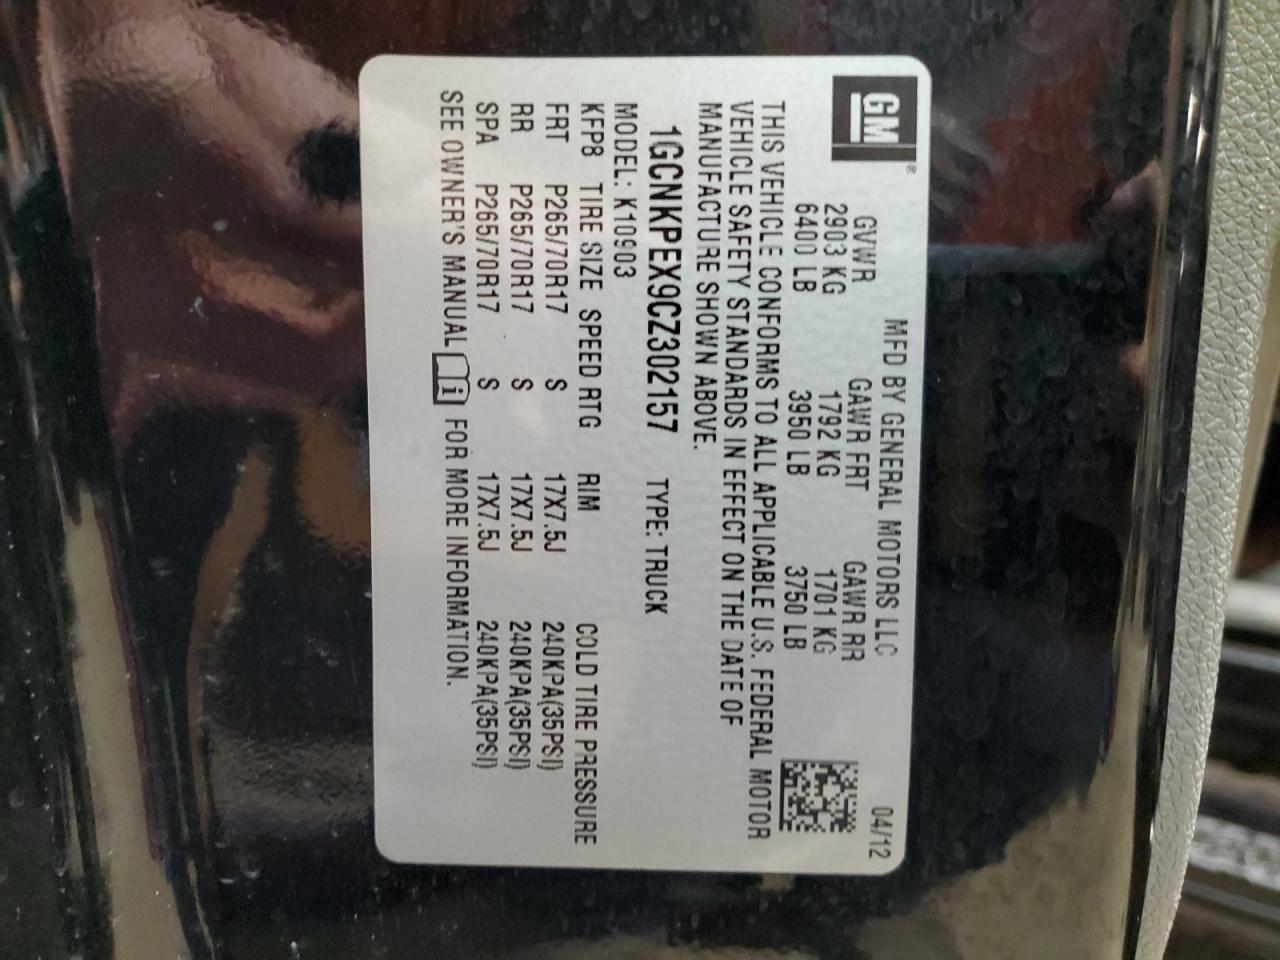 GM
MFD BY GENERAL MOTORS LLC 04/12
GVWR GAWR FRT GAWR RR
2903 KG 1792 KG 1701 KG
6400 LB 3950 LB 3750 LB
THIS VEHICLE CONFORMS TO ALL APPLICABLE U.S. FEDERAL MOTOR
VEHICLE SAFETY STANDARDS IN EFFECT ON THE DATE OF
MANUFACTURE SHOWN ABOVE.
1GCNKPEX9CZ302157 TYPE: TRUCK
MODEL: K10903
KFPB TIRE SIZE SPEED RTG RIM COLD TIRE PRESSURE
FRT P265/70R17 S 17X7.5J 240KPA(35PSI)
RR P265/70R17 S 17X7.5J 240KPA(35PSI)
SPA P265/70R17 S 17X7.5J 240KPA(35PSI)
SEE OWNER'S MANUAL i FOR MORE INFORMATION.